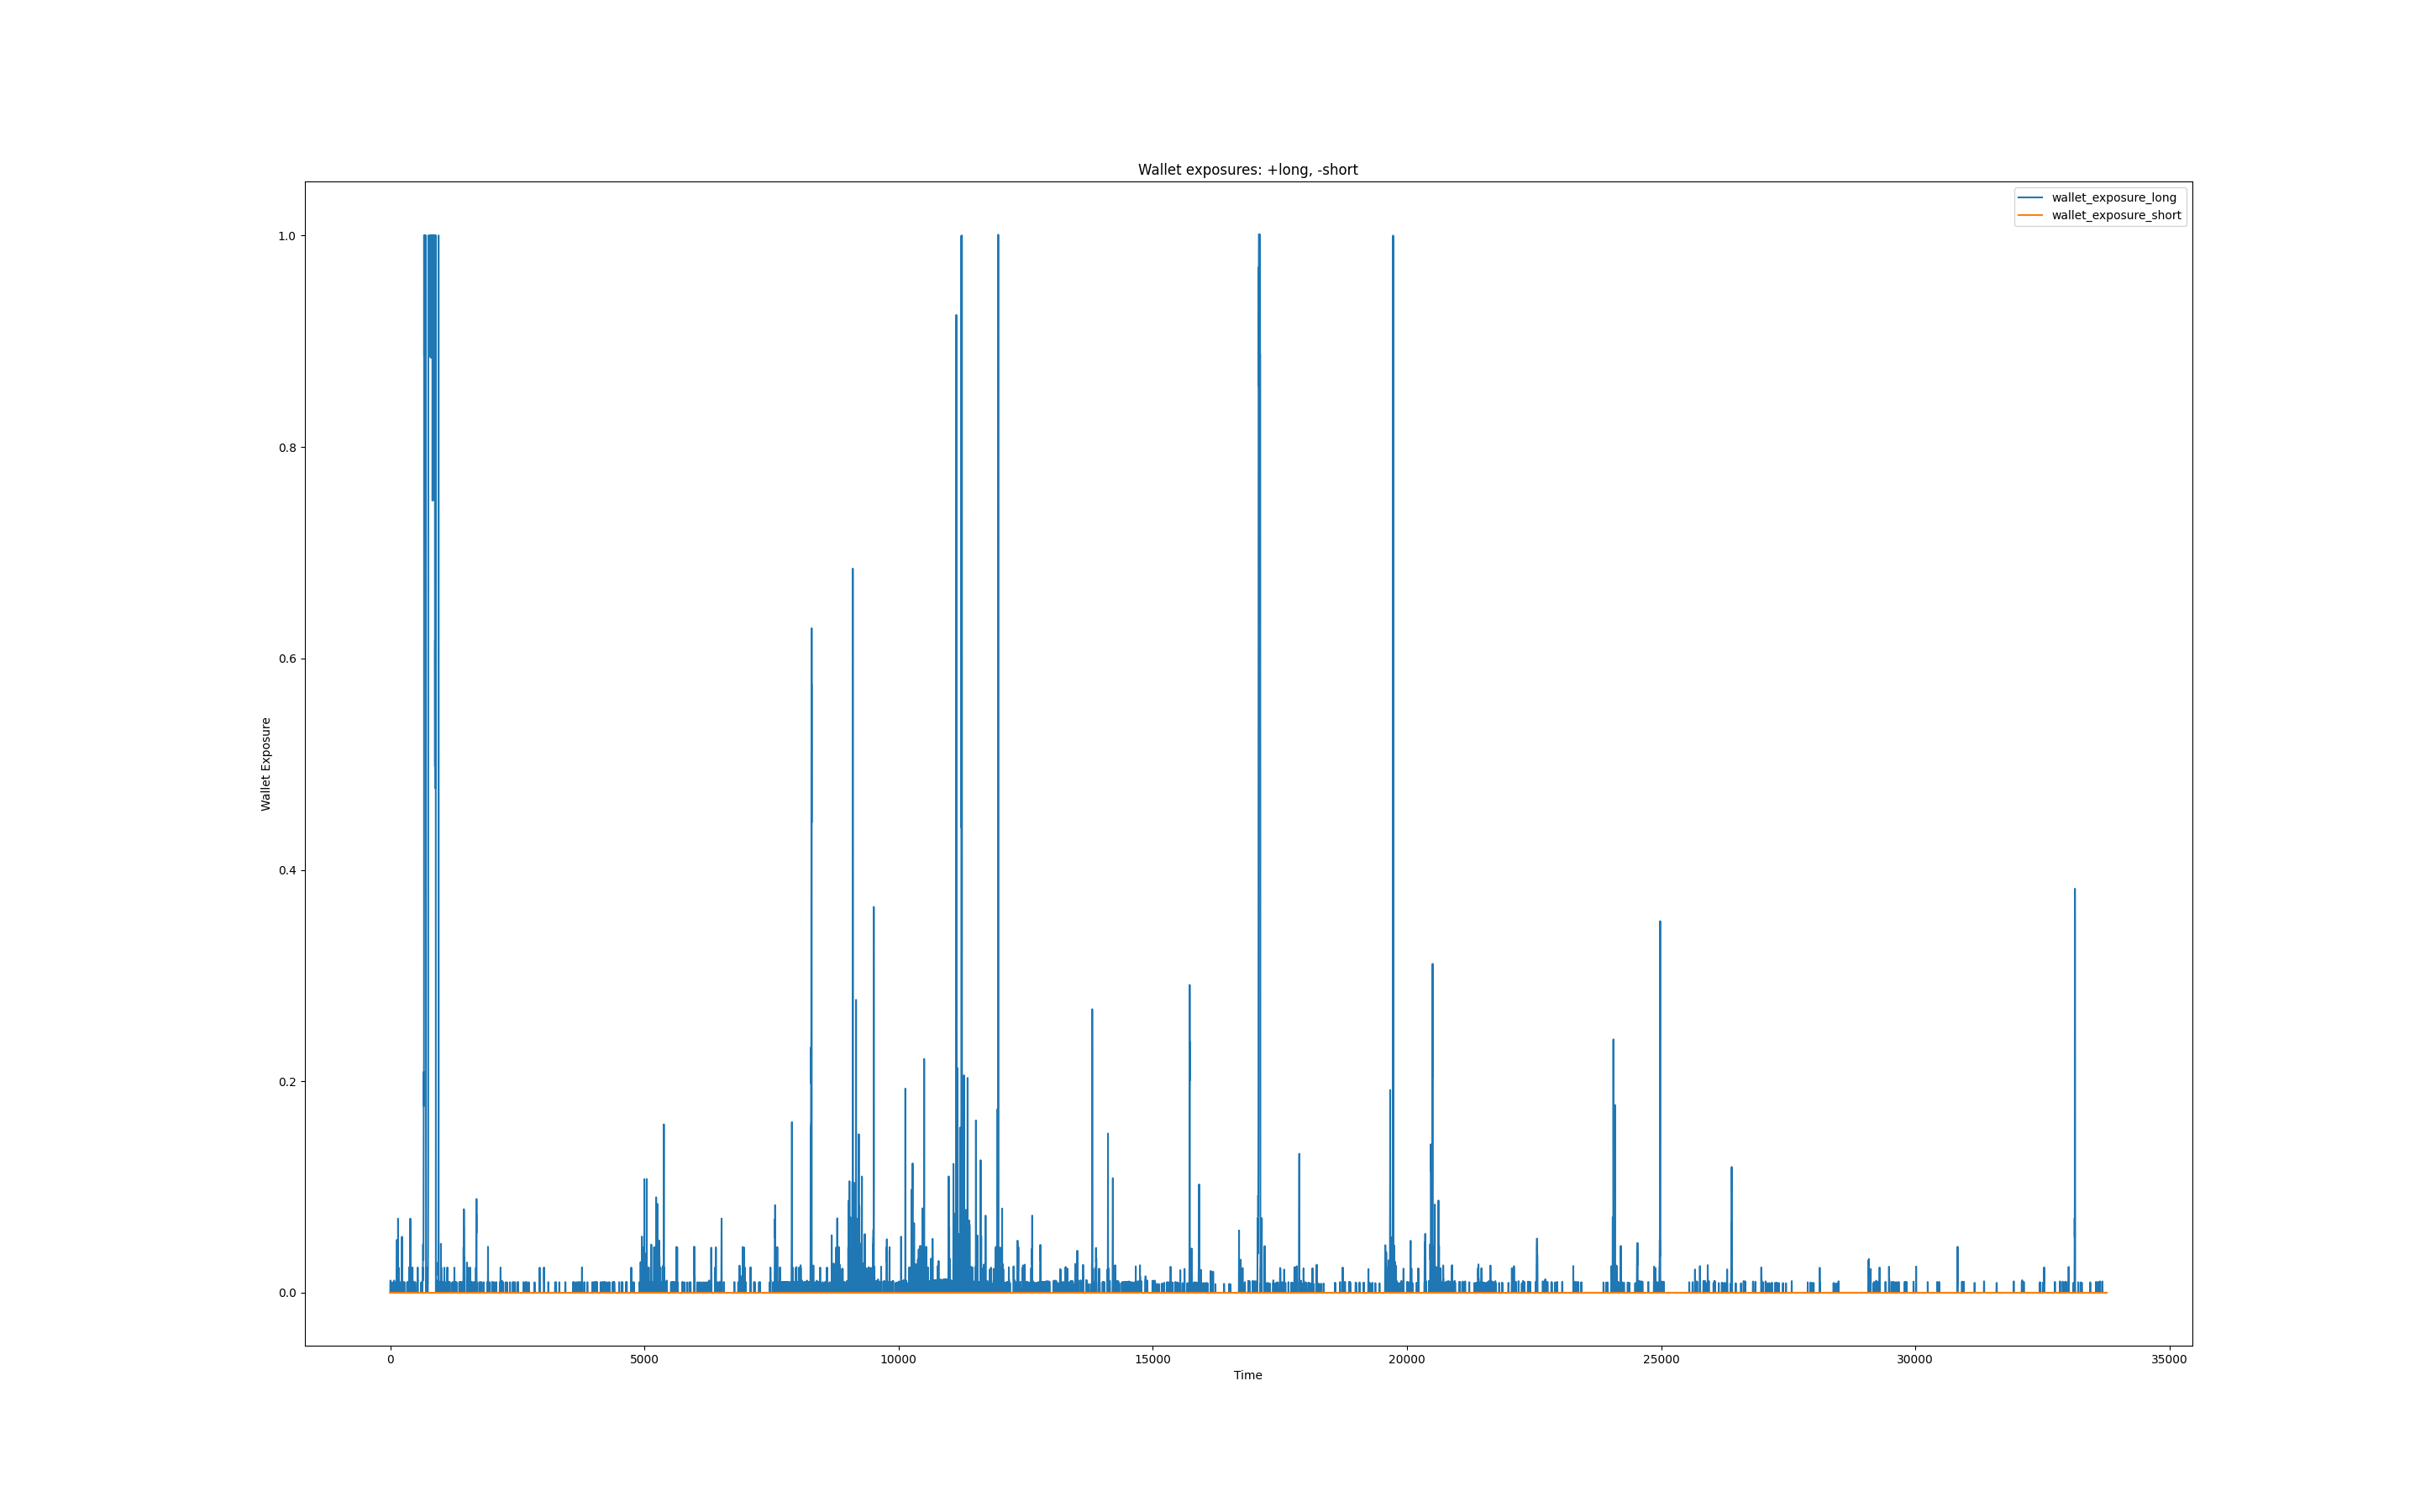 Wallet exposures: +long, -short
wallet_exposure_long
wallet_exposure_short
1.0
0.8
0.6
0.4
0.2
0.0
Wallet Exposure
0 5000 10000 15000 20000 25000 30000 35000
Time